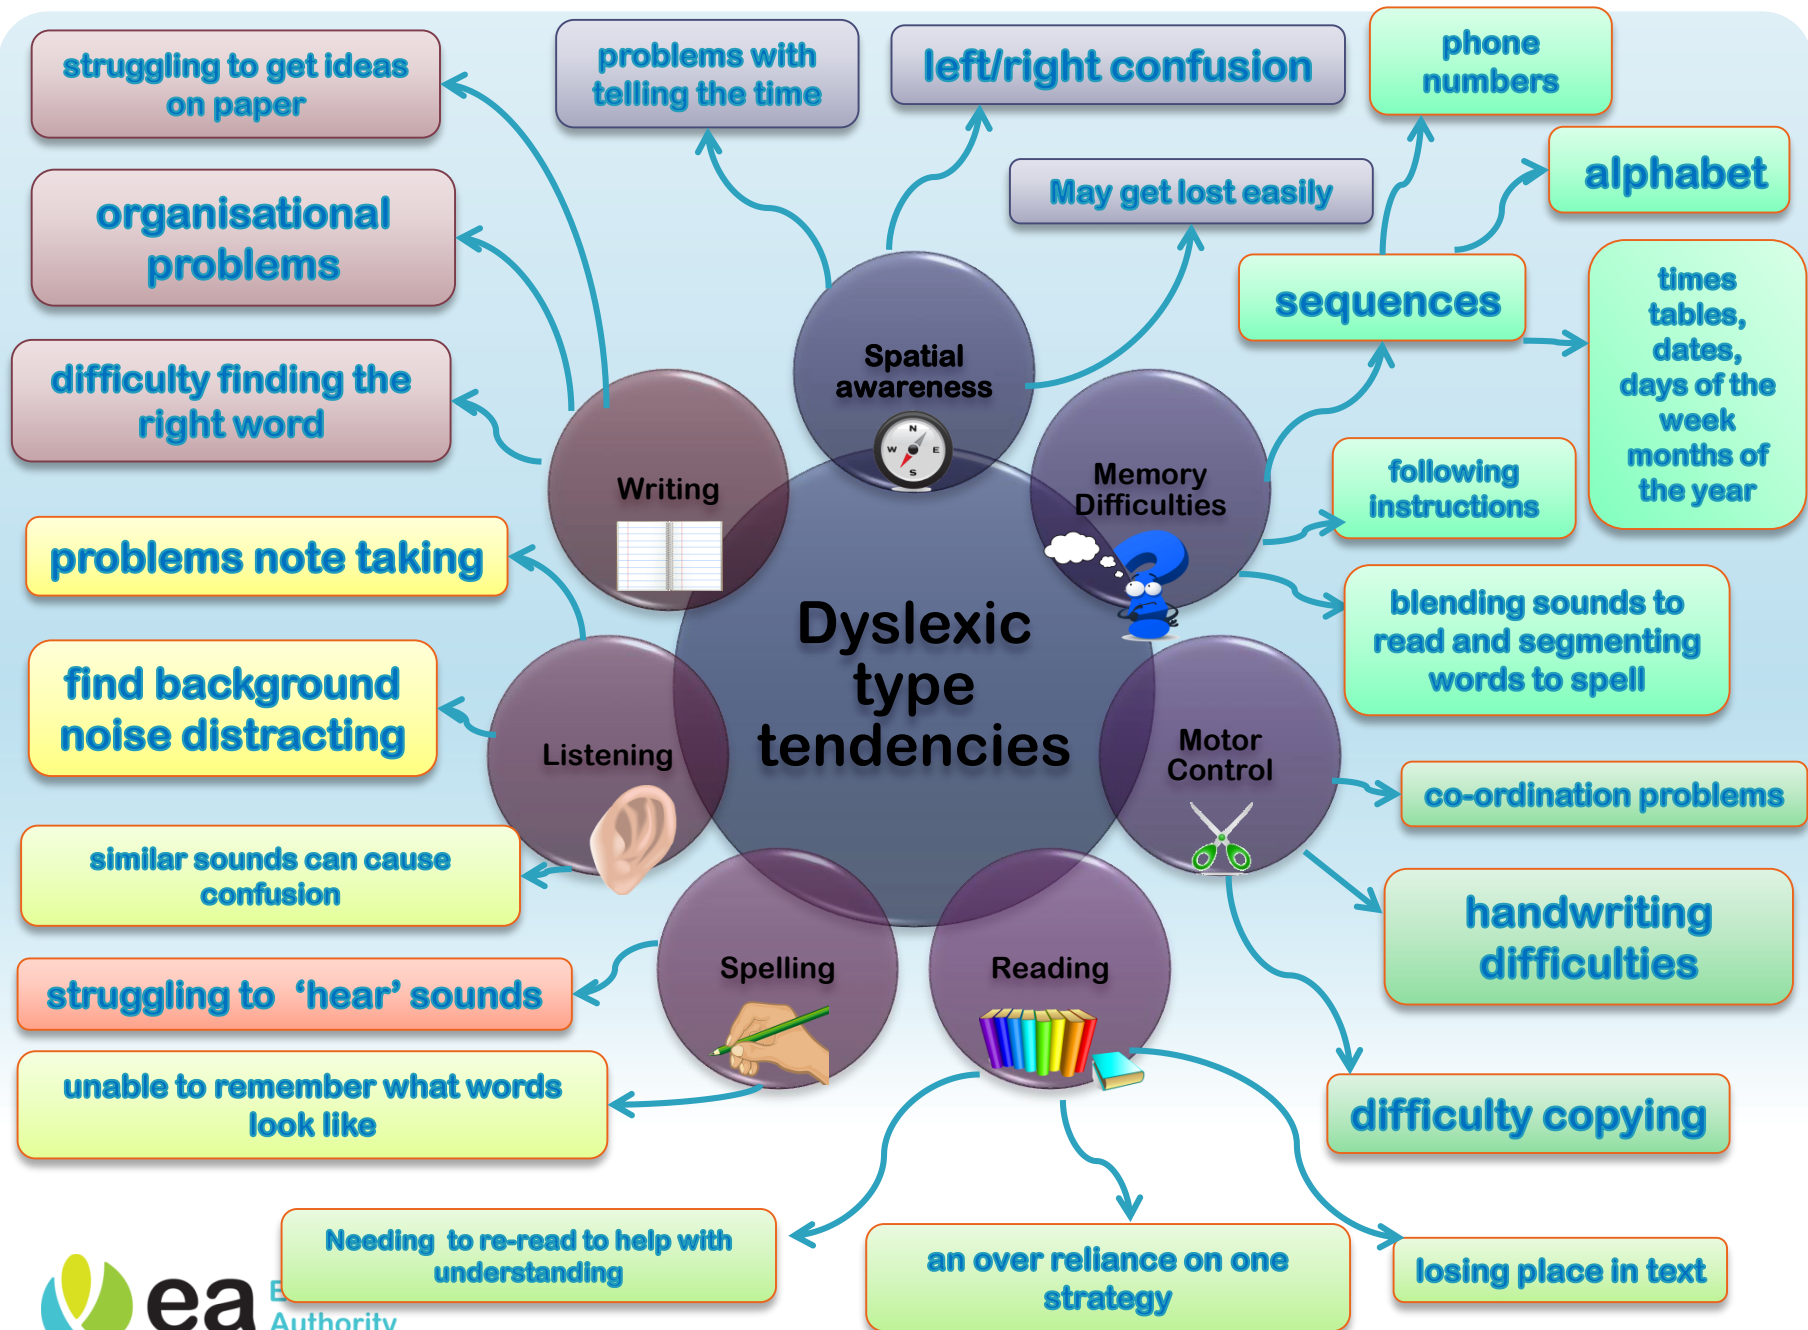 struggling to get ideas
on paper
problems with
telling the time
left/right confusion
phone
numbers
alphabet
organisational
problems
May get lost easily
sequences
times
tables,
dates,
days of the
week
months of
the year
difficulty finding the
right word
Spatial
awareness
N
W
E
S
Writing
Memory
Difficulties
following
instructions
problems note taking
blending sounds to
read and segmenting
words to spell
Dyslexic
type
tendencies
find background
noise distracting
Listening
Motor
Control
co-ordination problems
similar sounds can cause
confusion
handwriting
difficulties
struggling to  ‘hear’ sounds
Spelling
Reading
unable to remember what words
look like
difficulty copying
Needing  to re-read to help with
understanding
an over reliance on one
strategy
losing place in text
ea
Authority